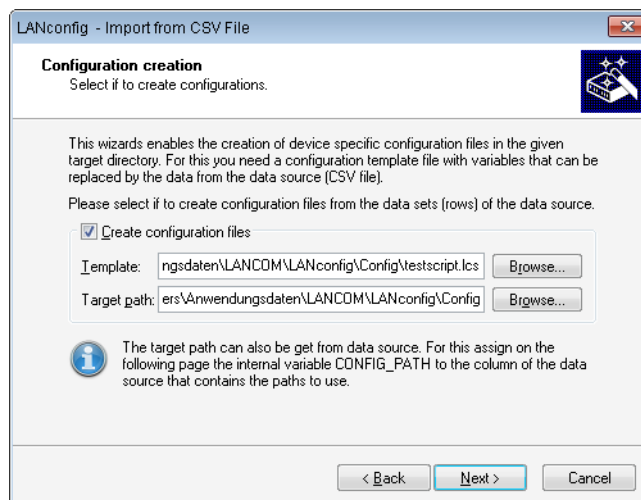 LANconfig - Import from CSV File
Configuration creation
Select if to create configurations.
This wizards enables the creation of device specific configuration files in the given
target directory. For this you need a configuration template file with variables that can be
replaced by the data from the data source (CSV file).
Please select if to create configuration files from the data sets (rows) of the data source.
Create configuration files
Template: ngsdaten\LANCOM\LANconfig\Config\testscript.lcs Browse...
Target path: ers\Anwendungsdaten\LANCOM\LANconfig\Config Browse...
The target path can also be get from data source. For this assign on the
following page the internal variable CONFIG_PATH to the column of the data
source that contains the paths to use.
< Back Next > Cancel